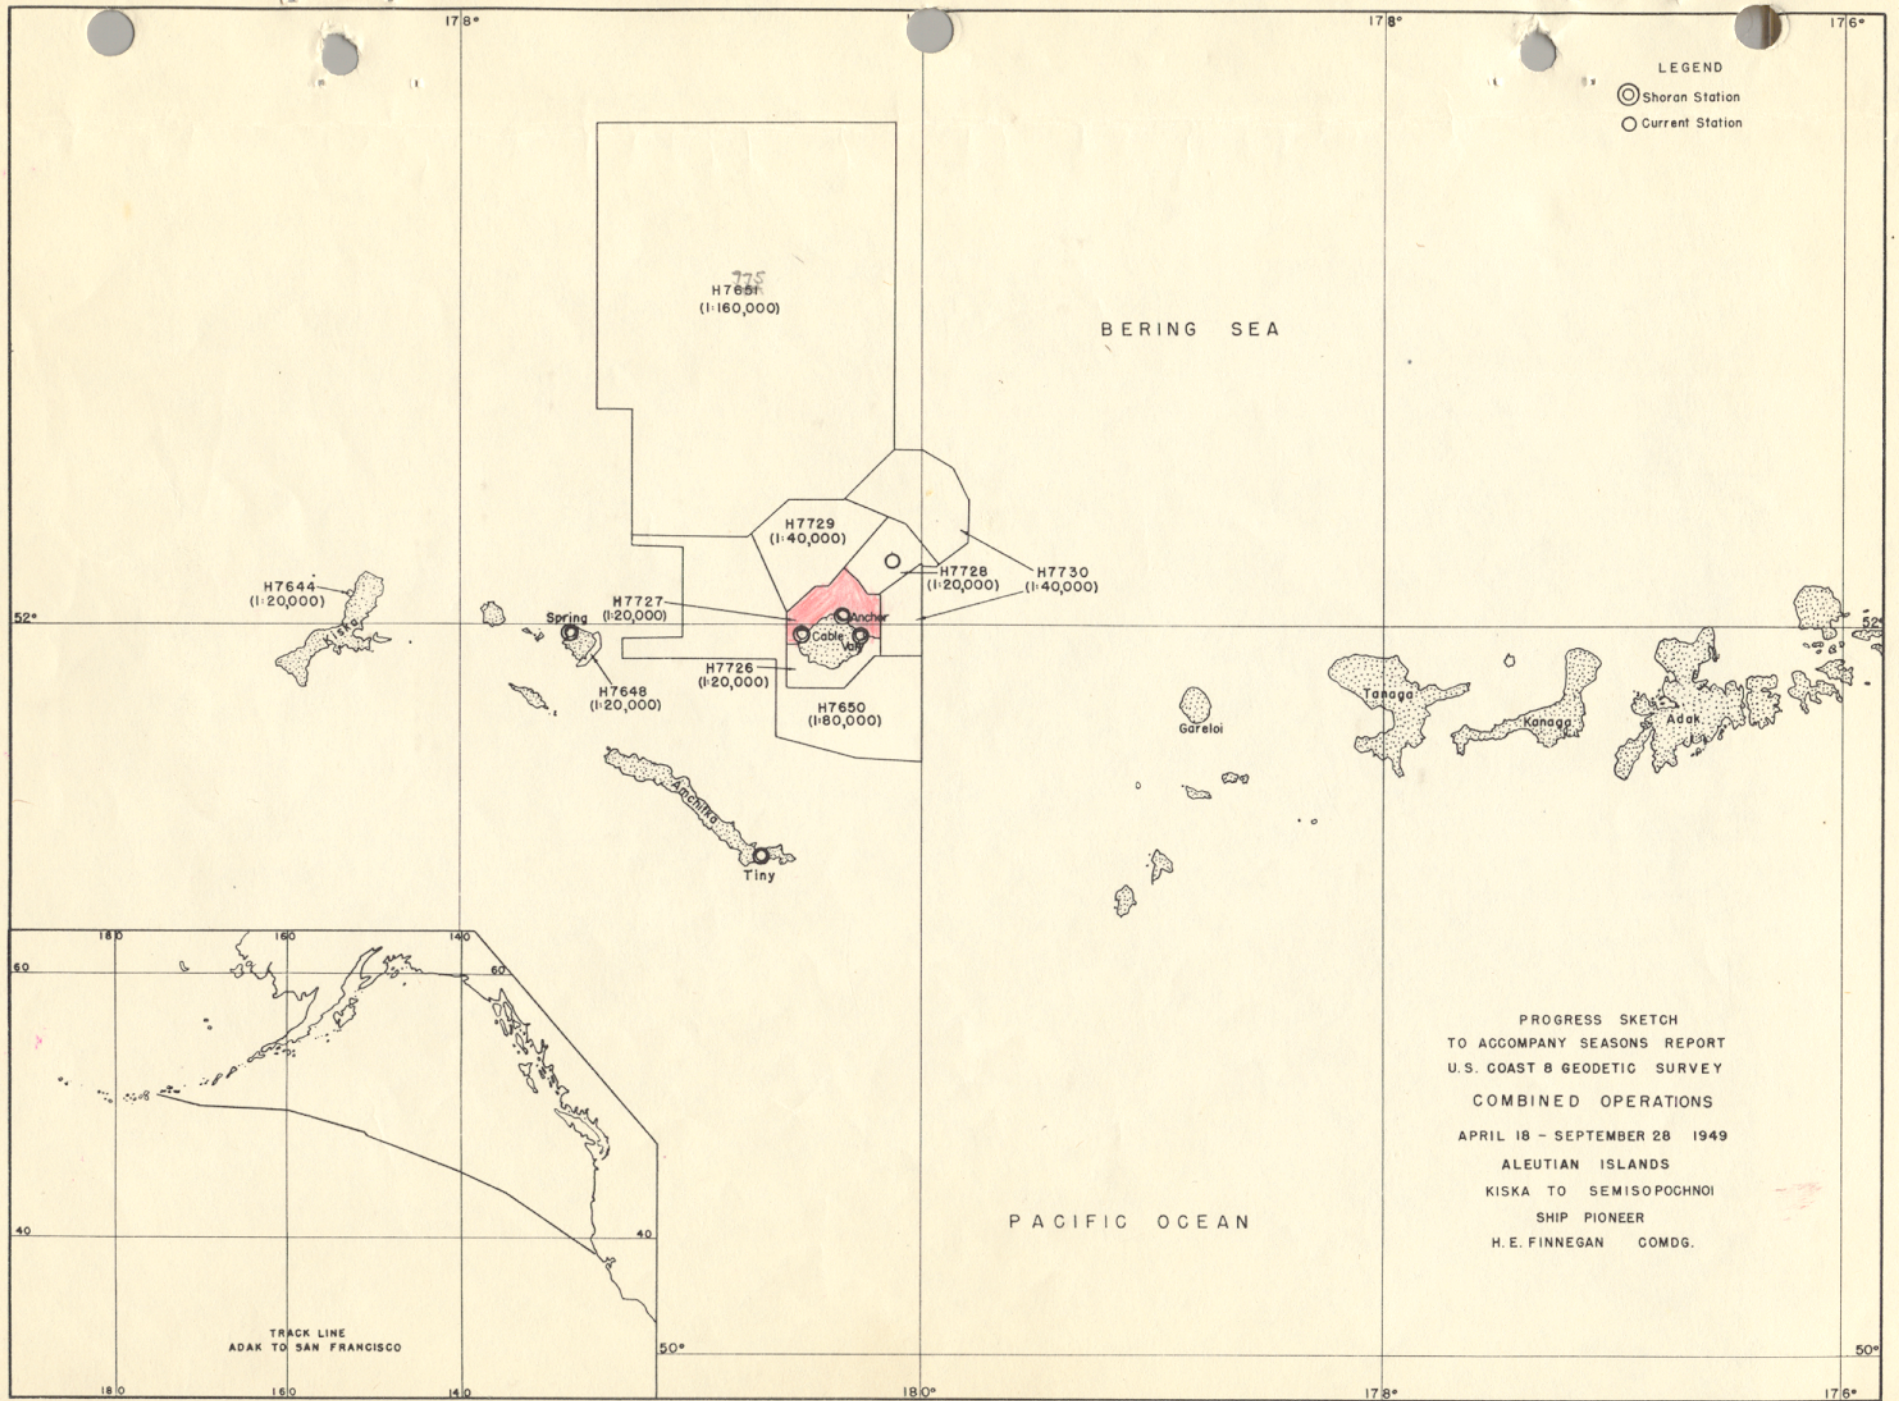 178°
178°
176°
LEGEND
Shoran Station
Current Station
775
H7651
(1:160,000)
BERING SEA
H7729
(1:40,000)
H7728
(1:20,000)
H7730
(1:40,000)
H7644
(1:20,000)
H7727
(1:20,000)
52°
Spring
Anchor
52°
Kiska
Cable
H7726
(1:20,000)
H7648
(1:20,000)
H7650
(1:80,000)
Tanaga
Gareloi
Kanaga
Adak
Amchitka
Tiny
180
160
140
60
60
PROGRESS SKETCH
TO ACCOMPANY SEASONS REPORT
U.S. COAST & GEODETIC SURVEY
COMBINED OPERATIONS
APRIL 18 - SEPTEMBER 28 1949
ALEUTIAN ISLANDS
KISKA TO SEMISOPOCHNOI
SHIP PIONEER
H. E. FINNEGAN COMDG.
PACIFIC OCEAN
40
40
TRACK LINE
ADAK TO SAN FRANCISCO
50°
50°
180
160
140
180°
178°
176°